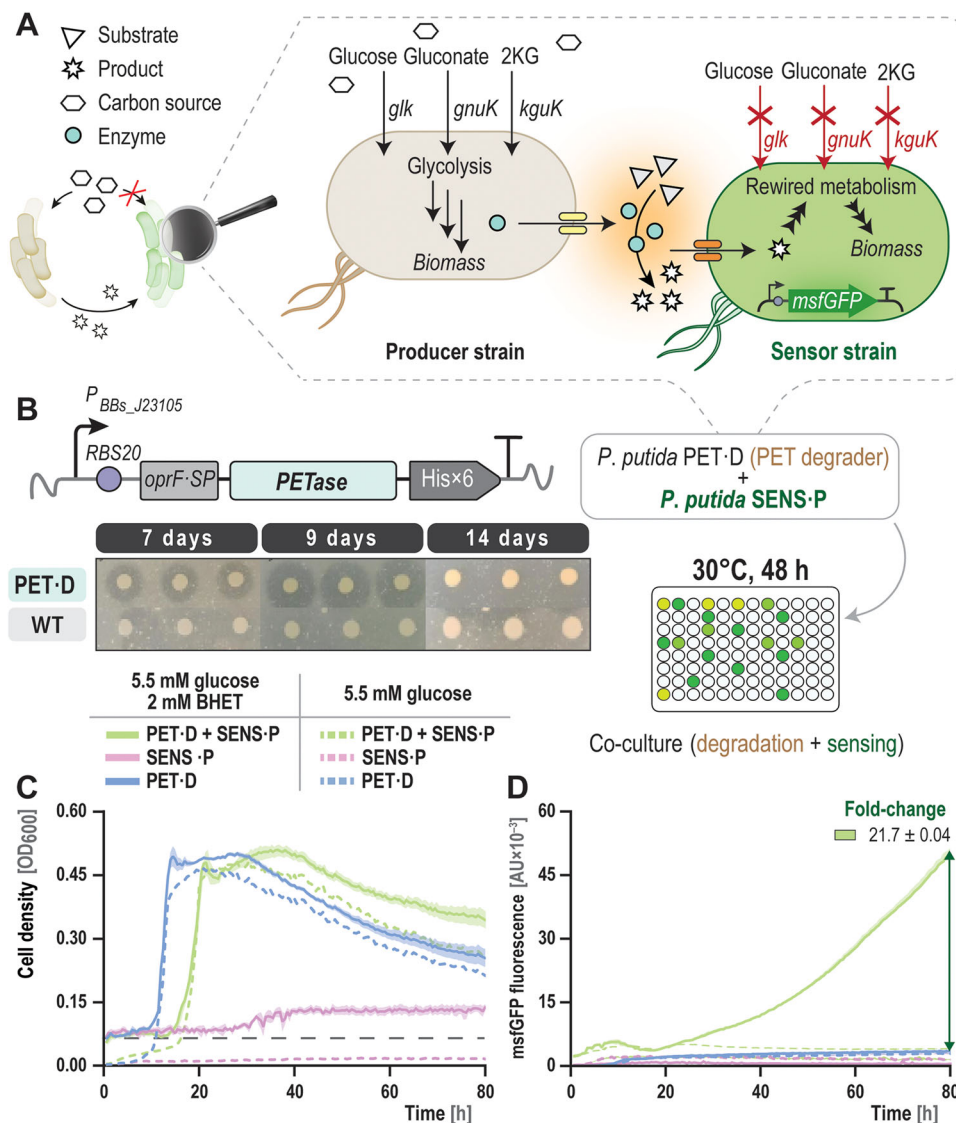 A
Substrate
Product
Carbon source
Enzyme
Glucose Gluconate 2KG
glk
gnuK
kguK
Glycolysis
Biomass
Producer strain
Glucose Gluconate 2KG
glk
gnuK
kguK
Rewired metabolism
Biomass
msfGFP
Sensor strain
B
P BBs_J23105
RBS20
oprF·SP
PETase
His×6
7 days
9 days
14 days
PET·D
WT
P. putida PET·D (PET degrader)
+
P. putida SENS·P
30°C, 48 h
Co-culture (degradation + sensing)
5.5 mM glucose
2 mM BHET
5.5 mM glucose
PET·D + SENS·P
SENS ·P
PET·D
PET·D + SENS·P
SENS·P
PET·D
C
Cell density [OD600]
0.60
0.45
0.30
0.15
0.00
0
20
40
60
80
Time [h]
D
msfGFP fluorescence [AU×10⁻³]
60
45
30
15
0
0
20
40
60
80
Time [h]
Fold-change
21.7 ± 0.04